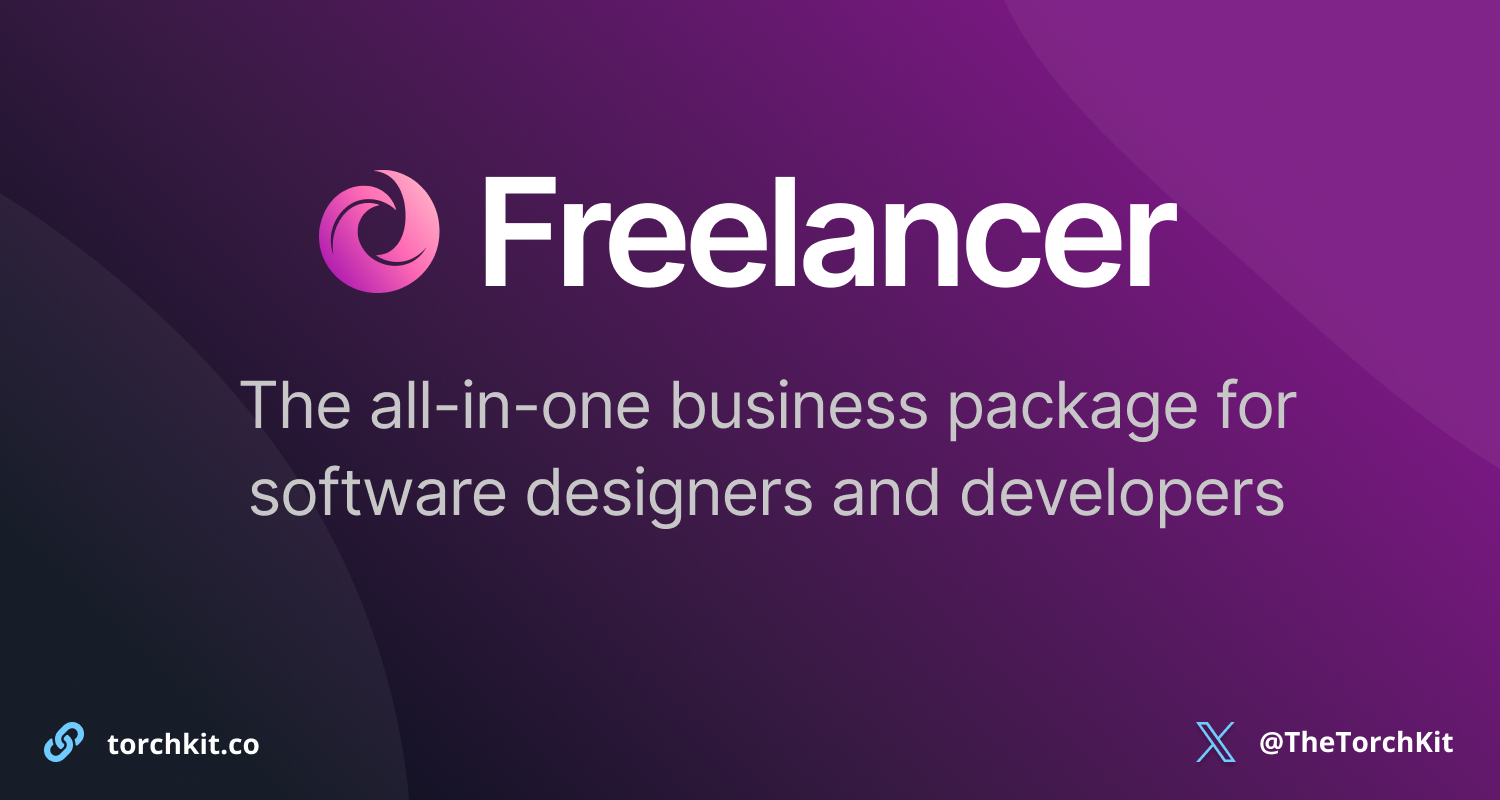 Freelancer
The all-in-one business package for
software designers and developers
torchkit.co
@TheTorchKit